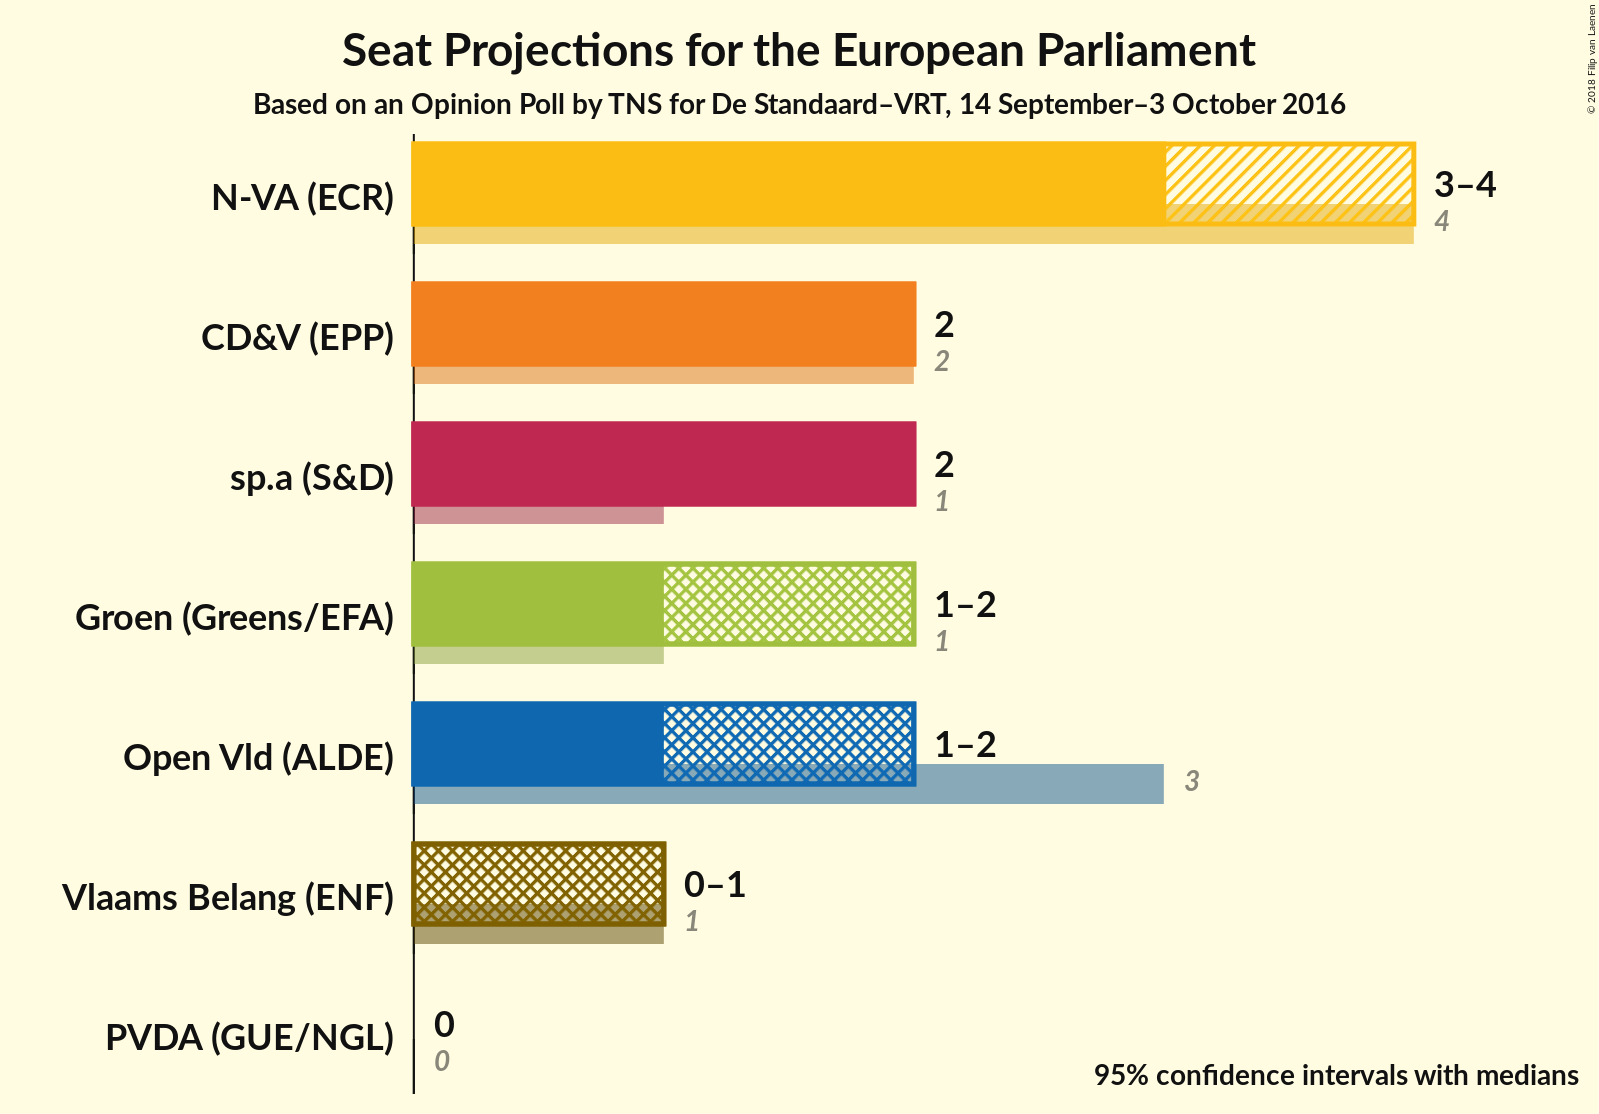 Seat Projections for the European Parliament
Based on an Opinion Poll by TNS for De Standaard–VRT, 14 September–3 October 2016
© 2018 Filip van Laenen
N-VA (ECR)
3–4
4
CD&V (EPP)
2
2
sp.a (S&D)
2
1
Groen (Greens/EFA)
1–2
1
Open Vld (ALDE)
1–2
3
Vlaams Belang (ENF)
0–1
1
PVDA (GUE/NGL)
0
0
95% confidence intervals with medians